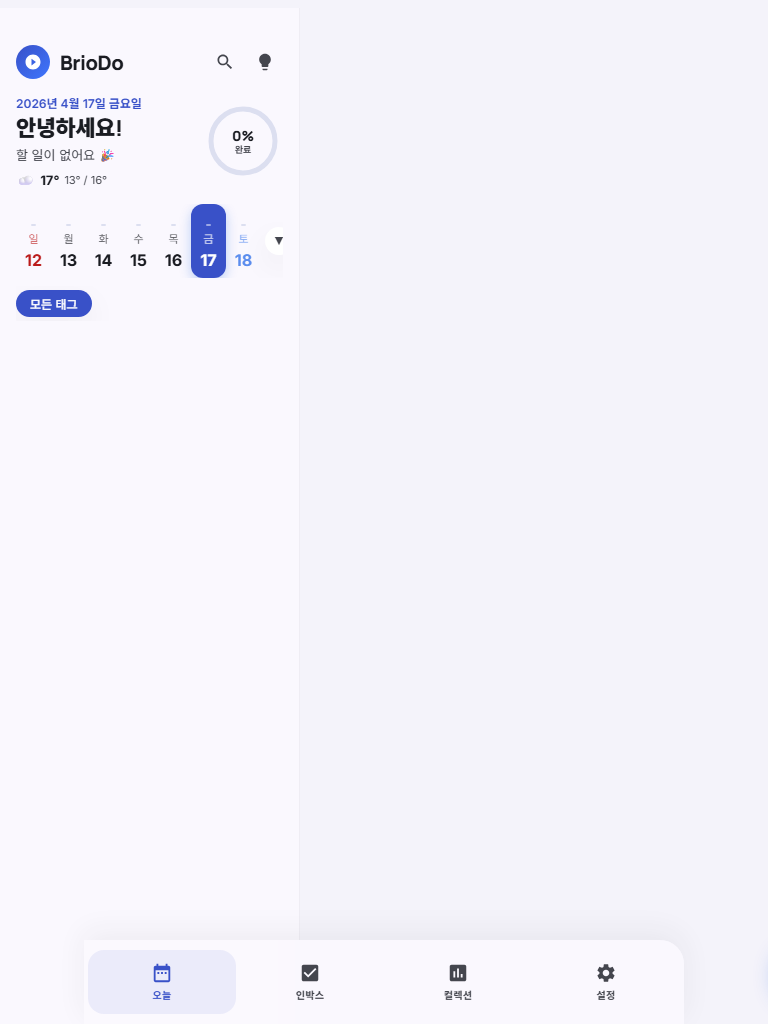 BrioDo
2026년 4월 17일 금요일
안녕하세요!
할 일이 없어요 🎉
17° 13° / 16°
0%
완료
– – – – – – –
일 월 화 수 목 금 토
12 13 14 15 16 17 18
▼
모든 태그
오늘 인박스 컬렉션 설정